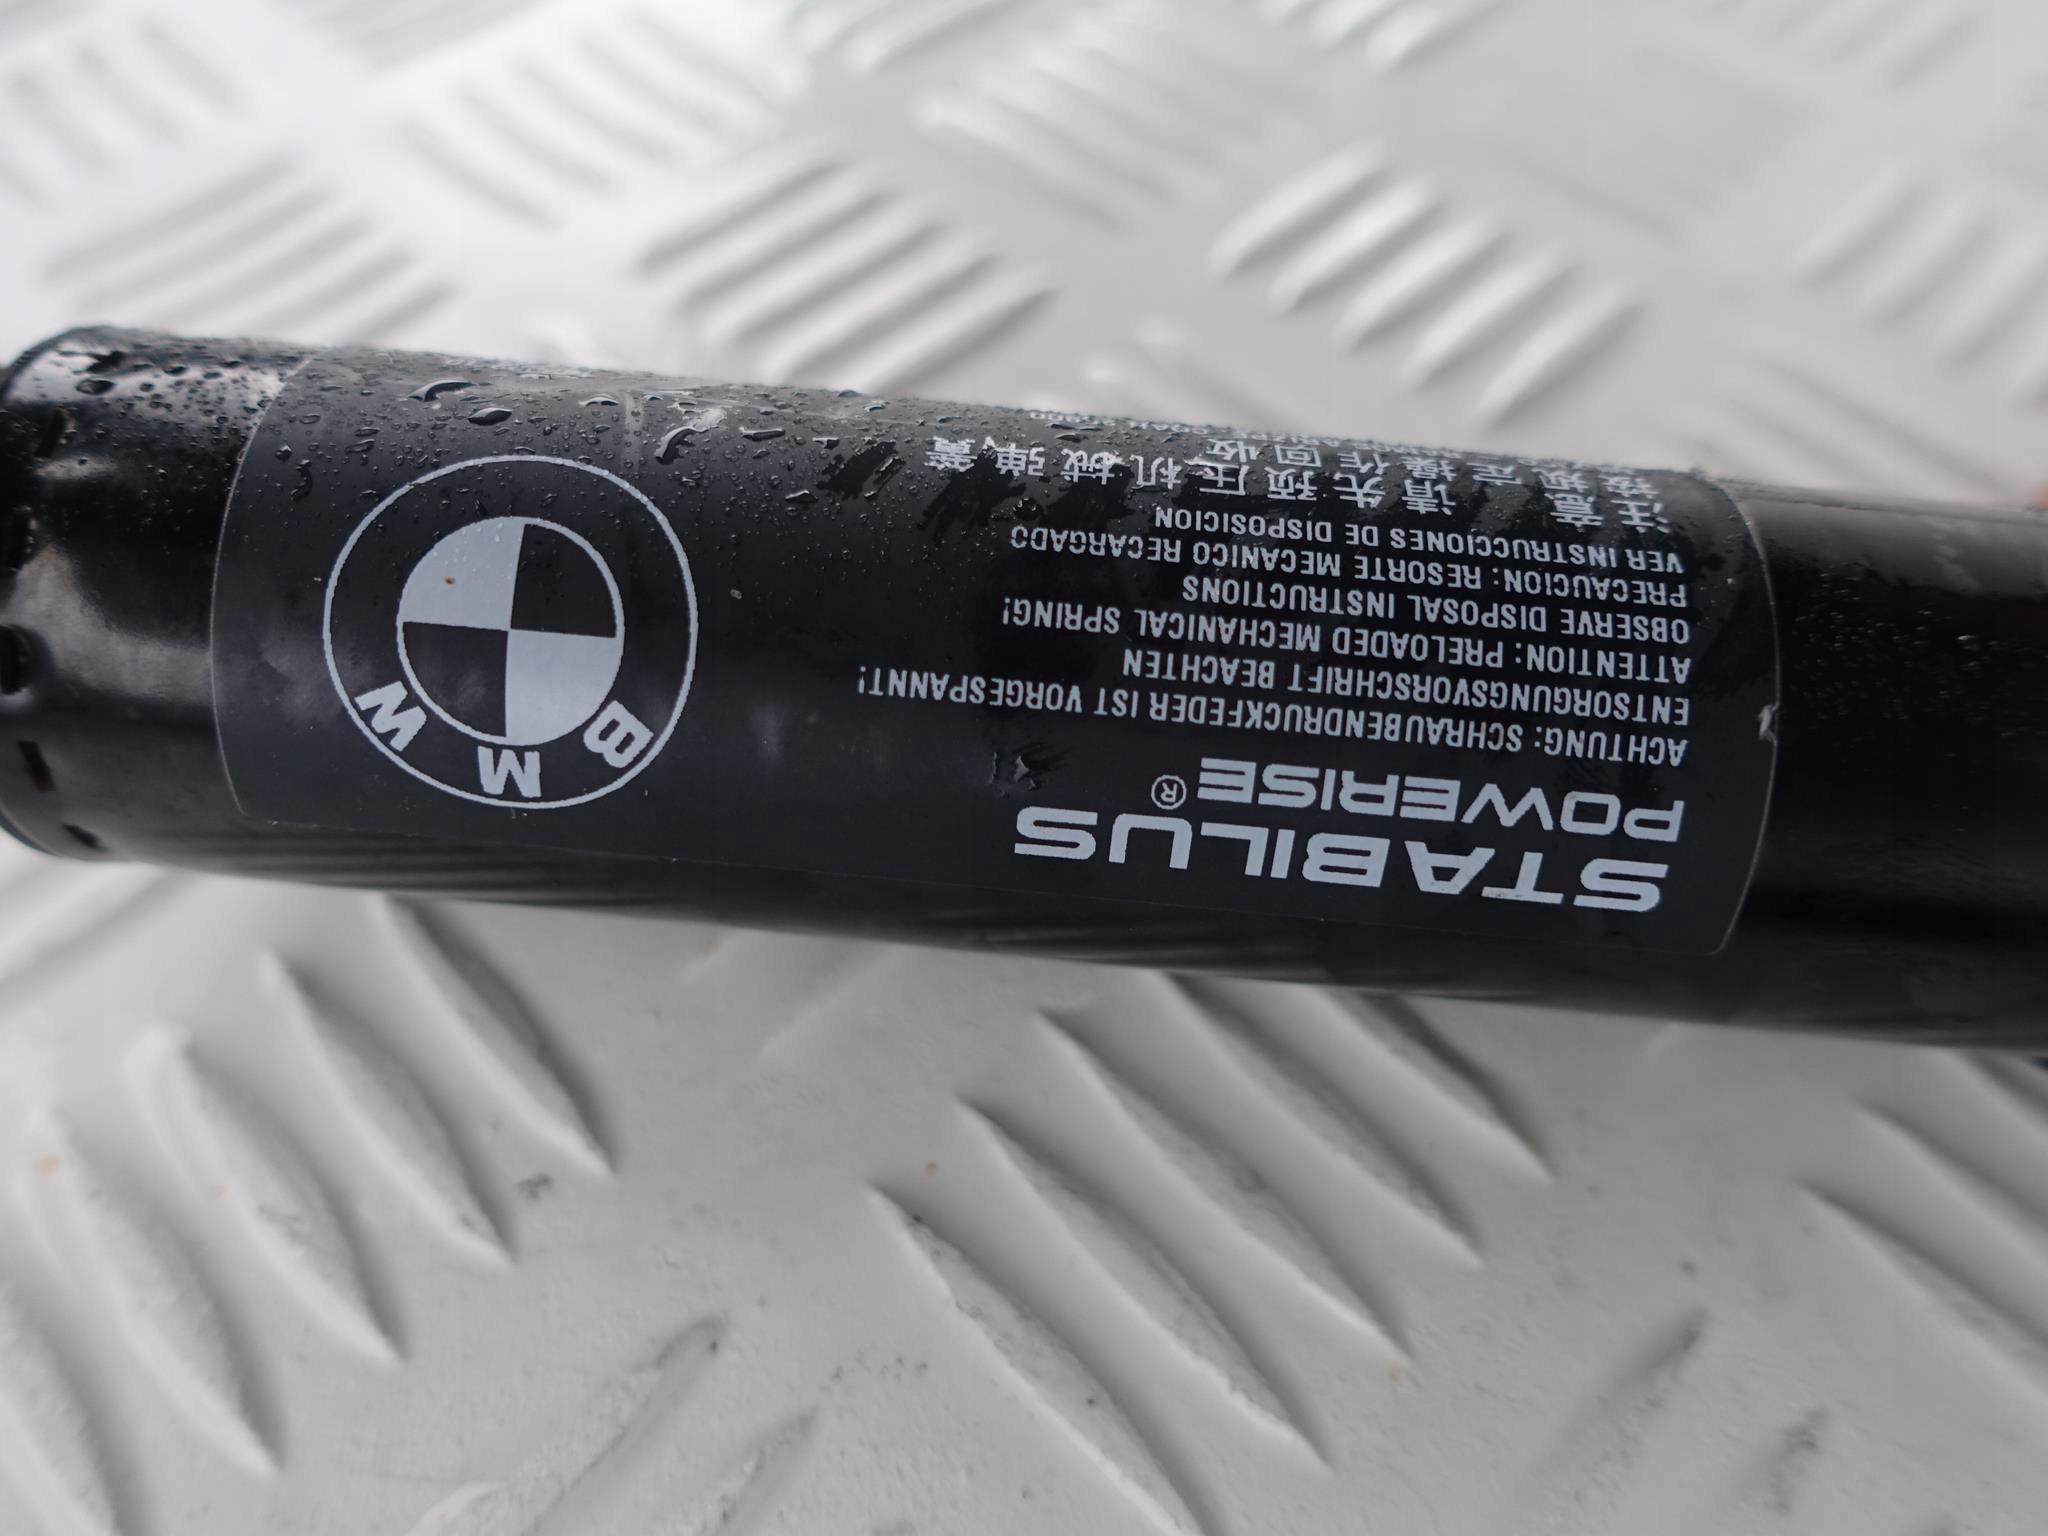 STABILUS
POWERISE®
ACHTUNG: SCHRAUBENDRUCKFEDER IST VORGESPANNT!
ENTSORGUNGSVORSCHRIFT BEACHTEN
ATTENTION: PRELOADED MECHANICAL SPRING!
OBSERVE DISPOSAL INSTRUCTIONS
PRECAUCION: RESORTE MECANICO RECARGADO
VER INSTRUCCIONES DE DISPOSICION
注意 请先预压机械弹簧
按规定操作回收
BMW